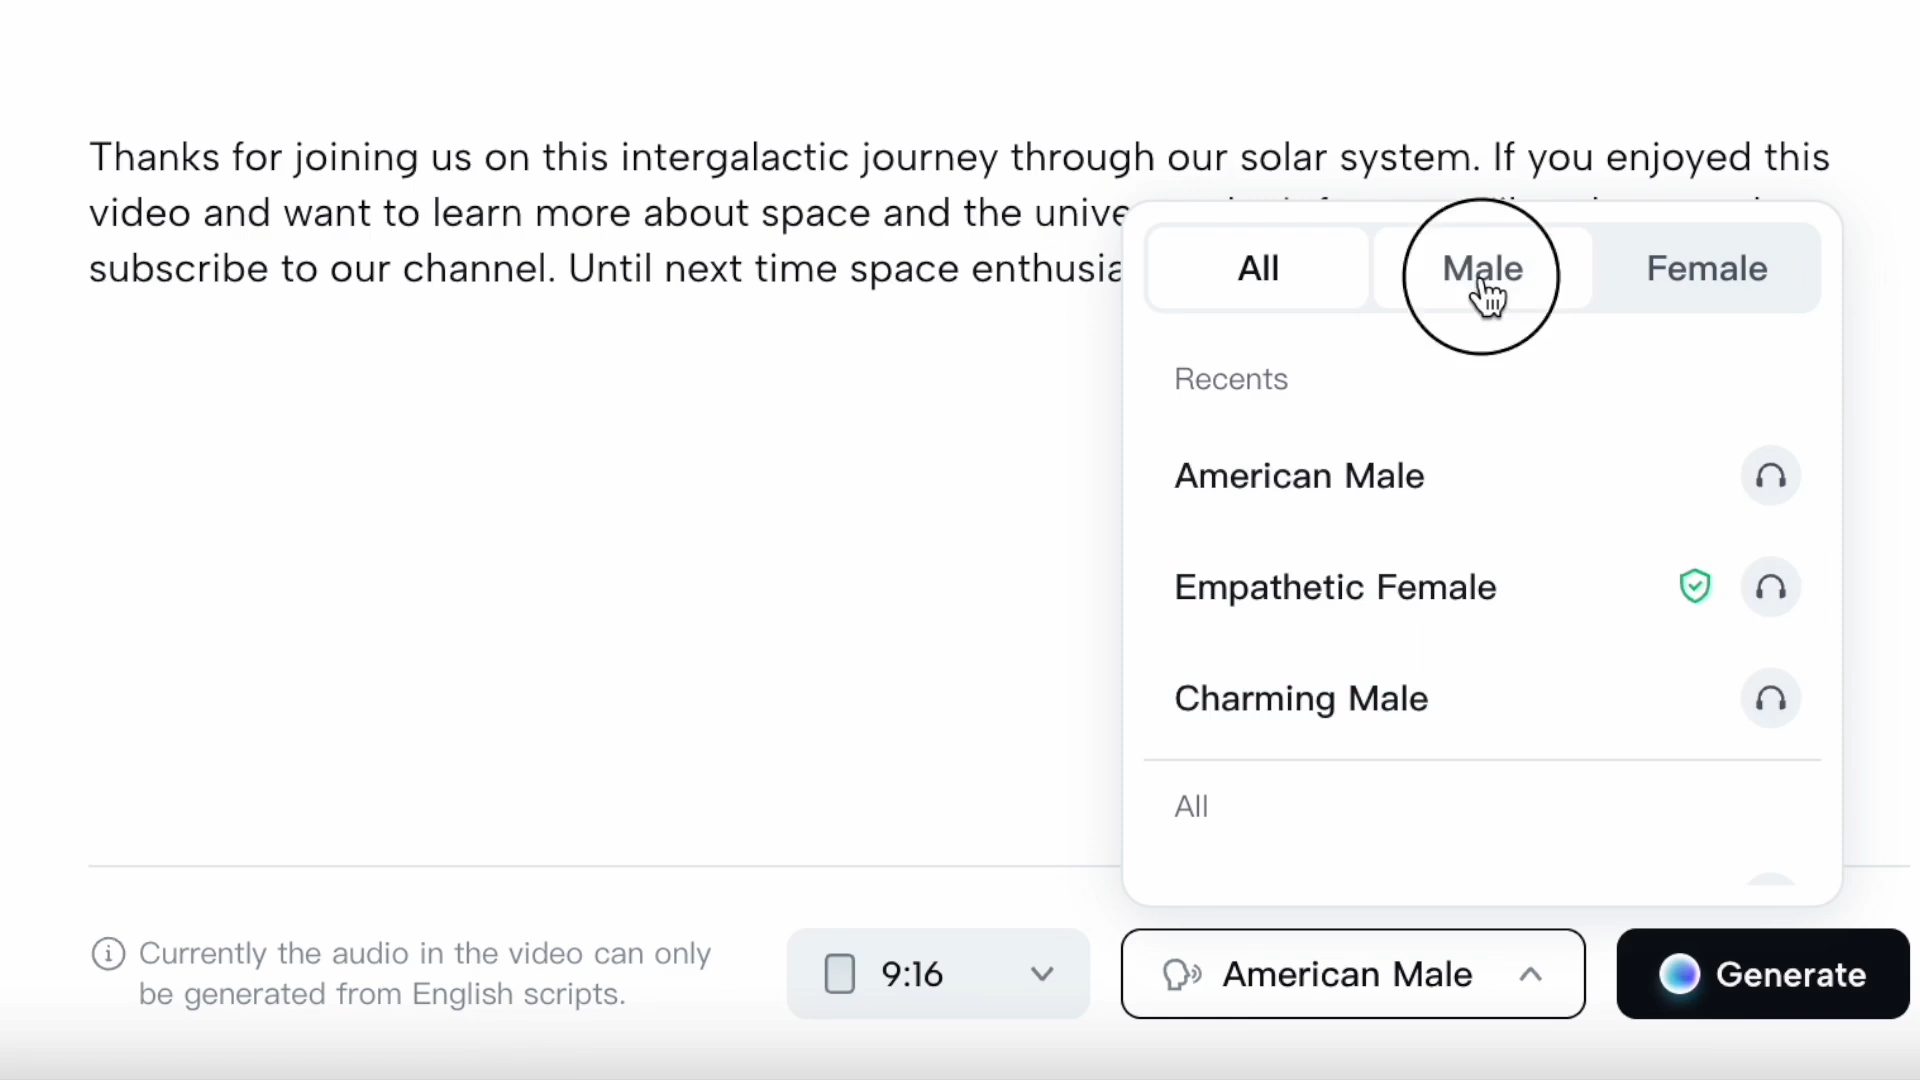 Thanks for joining us on this intergalactic journey through our solar system. If you enjoyed this
video and want to learn more about space and the
subscribe to our channel. Until next time space
All
Male
Female
Recents
American Male
Empathetic Female
Charming Male
All
Currently the audio in the video can only
be generated from English scripts.
9:16
American Male
Generate